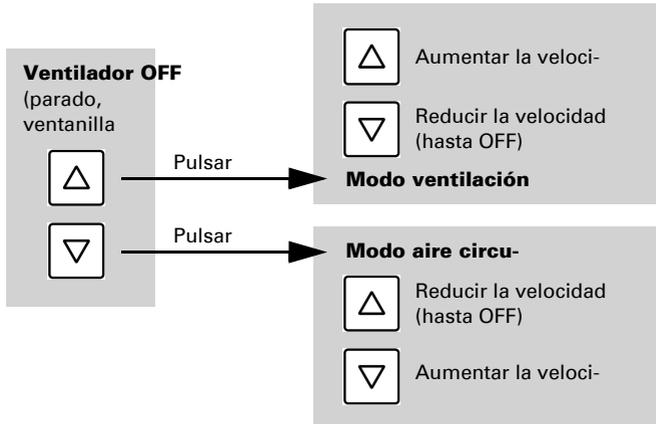 Ventilador OFF
(parado,
ventanilla
Pulsar
Pulsar
Aumentar la veloci-
Reducir la velocidad
(hasta OFF)
Modo ventilación
Modo aire circu-
Reducir la velocidad
(hasta OFF)
Aumentar la veloci-